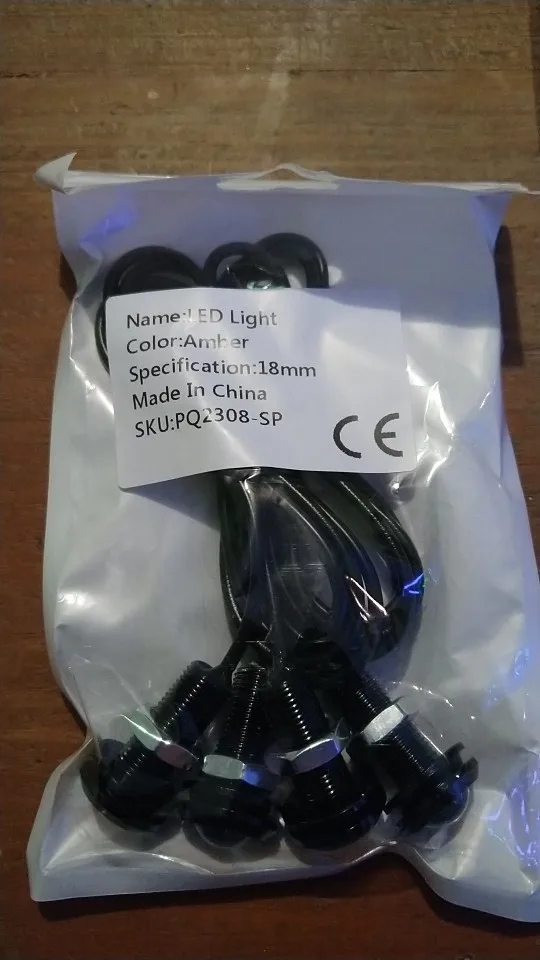 Name:LED Light
Color:Amber
Specification:18mm
Made In China
SKU:PQ2308-SP
CE